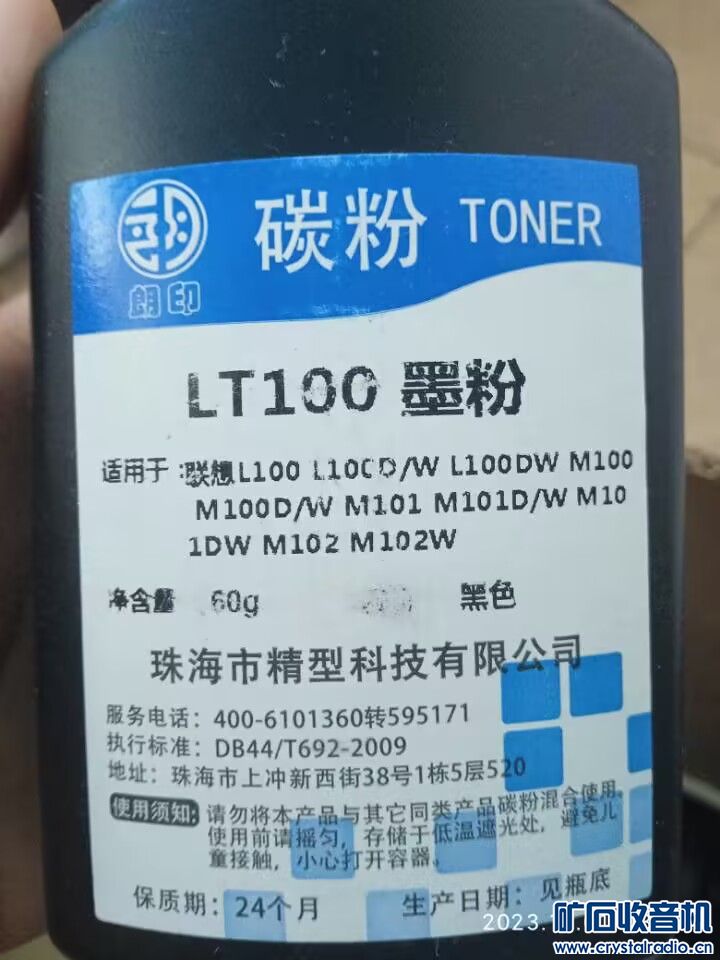 碳粉 TONER
朗印
LT100 墨粉
适用于:联想L100 L100D/W L100DW M100
M100D/W M101 M101D/W M10
1DW M102 M102W
净含量 60g 黑色
珠海市精型科技有限公司
服务电话：400-6101360转595171
执行标准：DB44/T692-2009
地址：珠海市上冲新西街38号1栋5层520
使用须知：请勿将本产品与其它同类产品碳粉混合使用。
使用前请摇匀，存储于低温遮光处，避免儿
童接触，小心打开容器。
保质期：24个月 生产日期：见瓶底
2023.
矿石收音机
www.crystalradio.cn